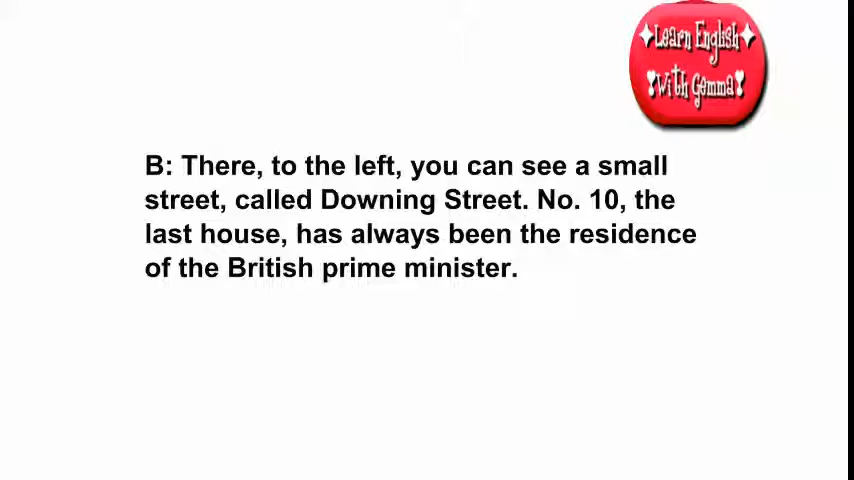 Learn English
With Gemma
B: There, to the left, you can see a small
street, called Downing Street. No. 10, the
last house, has always been the residence
of the British prime minister.